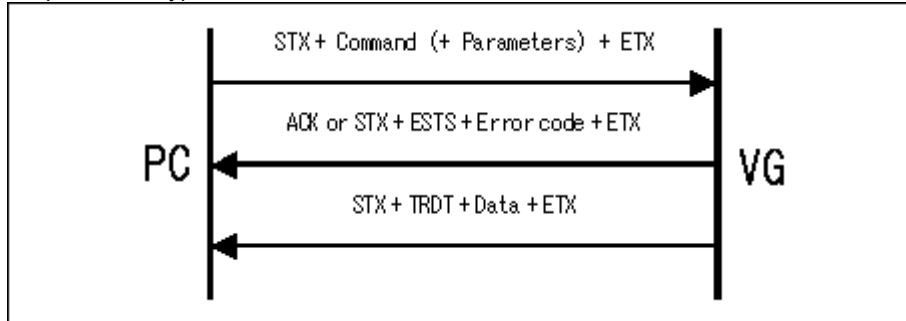 STX + Command (+ Parameters) + ETX
ACK or STX + ESTS + Error code + ETX
PC
VG
STX + TRDT + Data + ETX